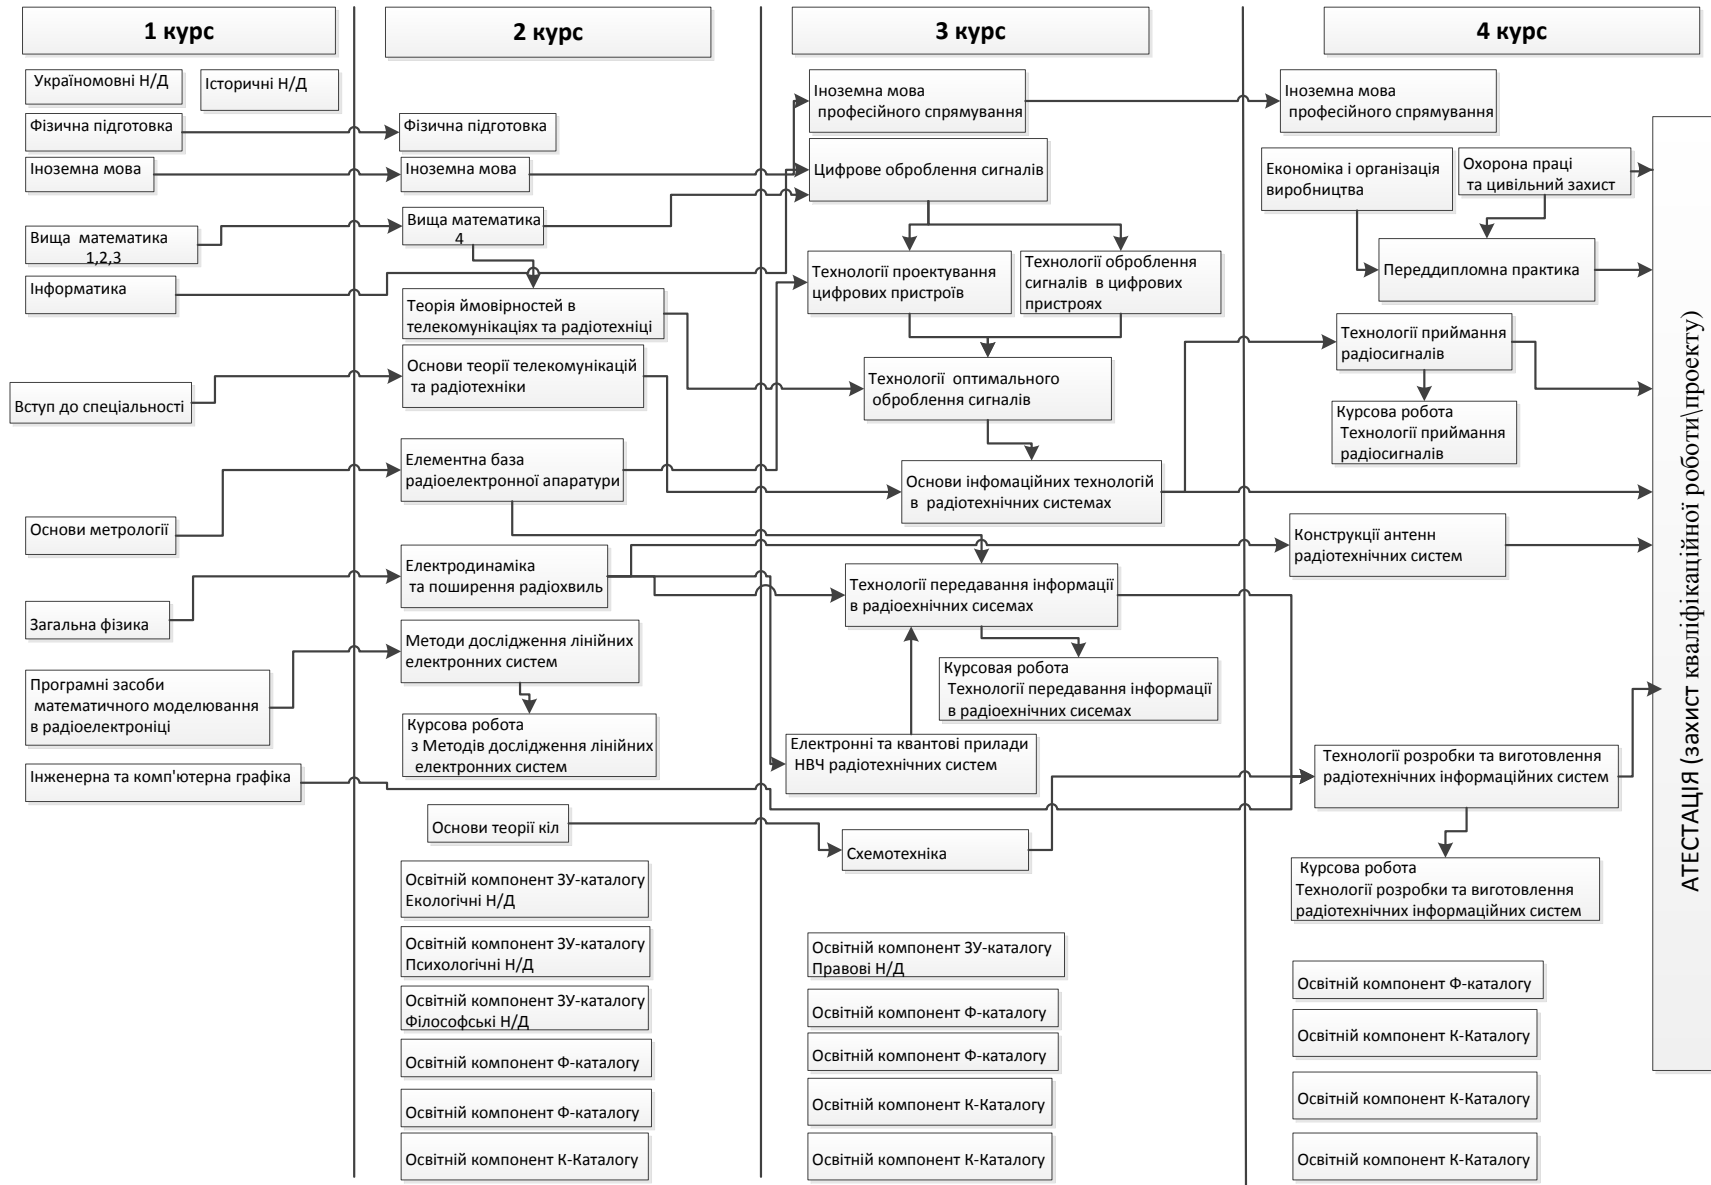 1 курс
2 курс
3 курс
4 курс
Україномовні Н/Д
Історичні Н/Д
Фізична підготовка
Іноземна мова
Вища математика
1,2,3
Інформатика
Вступ до спеціальності
Основи метрології
Загальна фізика
Програмні засоби
математичного моделювання
в радіоелектроніці
Інженерна та комп'ютерна графіка
Фізична підготовка
Іноземна мова
Вища математика
4
Теорія ймовірностей в
телекомунікаціях та радіотехніці
Основи теорії телекомунікацій
та радіотехніки
Елементна база
радіоелектронної апаратури
Електродинаміка
та поширення радіохвиль
Методи дослідження лінійних
електронних систем
Курсова робота
з Методів дослідження лінійних
електронних систем
Основи теорії кіл
Освітній компонент ЗУ-каталогу
Екологічні Н/Д
Освітній компонент ЗУ-каталогу
Психологічні Н/Д
Освітній компонент ЗУ-каталогу
Філософські Н/Д
Освітній компонент Ф-каталогу
Освітній компонент Ф-каталогу
Освітній компонент К-Каталогу
Іноземна мова
професійного спрямування
Цифрове оброблення сигналів
Технології проектування
цифрових пристроїв
Технології оброблення
сигналів в цифрових
пристроях
Технології оптимального
оброблення сигналів
Основи інфомаційних технологій
в радіотехнічних системах
Технології передавання інформації
в радіоехнічних сисемах
Курсовая робота
Технології передавання інформації
в радіоехнічних сисемах
Електронні та квантові прилади
НВЧ радіотехнічних систем
Схемотехніка
Освітній компонент ЗУ-каталогу
Правові Н/Д
Освітній компонент Ф-каталогу
Освітній компонент Ф-каталогу
Освітній компонент К-Каталогу
Освітній компонент К-Каталогу
Іноземна мова
професійного спрямування
Економіка і організація
виробництва
Охорона праці
та цивільний захист
Переддипломна практика
Технології приймання
радіосигналів
Курсова робота
Технології приймання
радіосигналів
Конструкції антенн
радіотехнічних систем
Технології розробки та виготовлення
радіотехнічних інформаційних систем
Курсова робота
Технології розробки та виготовлення
радіотехнічних інформаційних систем
Освітній компонент Ф-каталогу
Освітній компонент К-Каталогу
Освітній компонент К-Каталогу
Освітній компонент К-Каталогу
АТЕСТАЦІЯ (захист кваліфікаційної роботи\проекту)